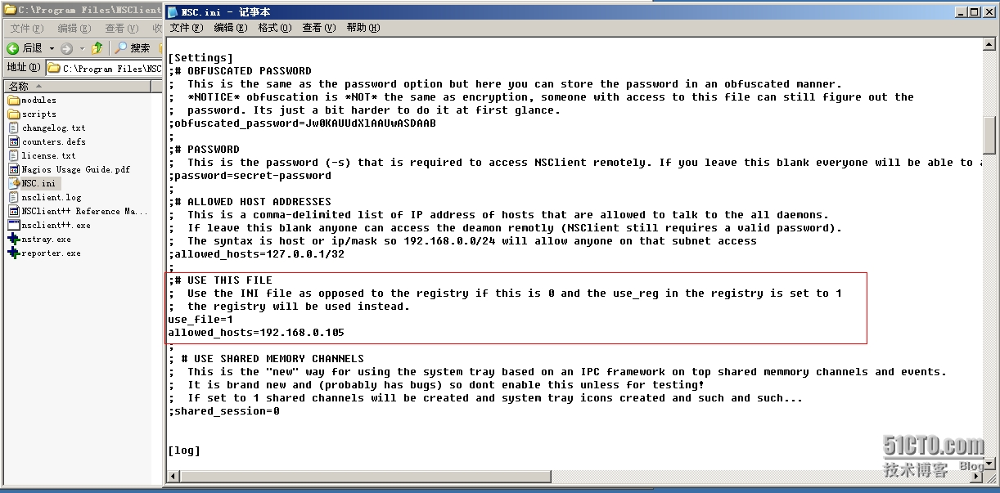 C:\Program Files\NSClient
文件(F) 编辑(E) 查看(V) 收
后退 搜索
地址(D) C:\Program Files\NSC
名称
modules
scripts
changelog.txt
counters.defs
license.txt
Nagios Usage Guide.pdf
NSC.ini
nsclient.log
NSClient++ Reference Ma...
nsclient++.exe
nstray.exe
reporter.exe
NSC.ini - 记事本
文件(F) 编辑(E) 格式(O) 查看(V) 帮助(H)
[Settings]
;# OBFUSCATED PASSWORD
;  This is the same as the password option but here you can store the password in an obfuscated manner.
;  *NOTICE* obfuscation is *NOT* the same as encryption, someone with access to this file can still figure out the
;  password. Its just a bit harder to do it at first glance.
;obfuscated_password=Jw0KAUUdXlAAUwASDAAB
;
;# PASSWORD
;  This is the password (-s) that is required to access NSClient remotely. If you leave this blank everyone will be able to
;password=secret-password
;
;# ALLOWED HOST ADDRESSES
;  This is a comma-delimited list of IP address of hosts that are allowed to talk to the all daemons.
;  If leave this blank anyone can access the deamon remotly (NSClient still requires a valid password).
;  The syntax is host or ip/mask so 192.168.0.0/24 will allow anyone on that subnet access
;allowed_hosts=127.0.0.1/32
;
;# USE THIS FILE
;  Use the INI file as opposed to the registry if this is 0 and the use_reg in the registry is set to 1
;  the registry will be used instead.
use_file=1
allowed_hosts=192.168.0.105
;
; # USE SHARED MEMORY CHANNELS
;  This is the "new" way for using the system tray based on an IPC framework on top shared memmory channels and events.
;  It is brand new and (probably has bugs) so dont enable this unless for testing!
;  If set to 1 shared channels will be created and system tray icons created and such and such...
;shared_session=0
[log]
51CTO.com
技术博客 Blog